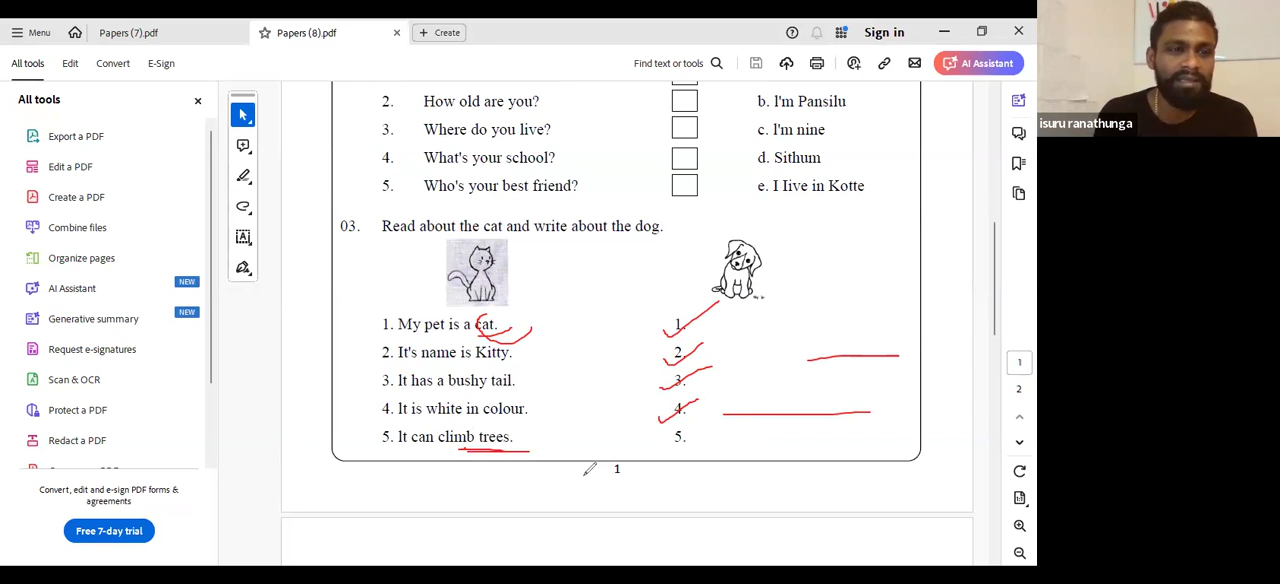 Menu
Papers (7).pdf
Papers (8).pdf
Create
Sign in
All tools
Edit
Convert
E-Sign
Find text or tools
AI Assistant
All tools
Export a PDF
Edit a PDF
Create a PDF
Combine files
Organize pages
AI Assistant
NEW
Generative summary
NEW
Request e-signatures
Scan & OCR
Protect a PDF
Redact a PDF
Convert, edit and e-sign PDF forms &
agreements
Free 7-day trial
2. How old are you? b. I'm Pansilu
3. Where do you live? c. I'm nine
4. What's your school? d. Sithum
5. Who's your best friend? e. I Iive in Kotte
03. Read about the cat and write about the dog.
1. My pet is a cat. 1.
2. It's name is Kitty. 2.
3. It has a bushy tail. 3.
4. It is white in colour. 4.
5. It can climb trees. 5.
1
1
2
isuru ranathunga